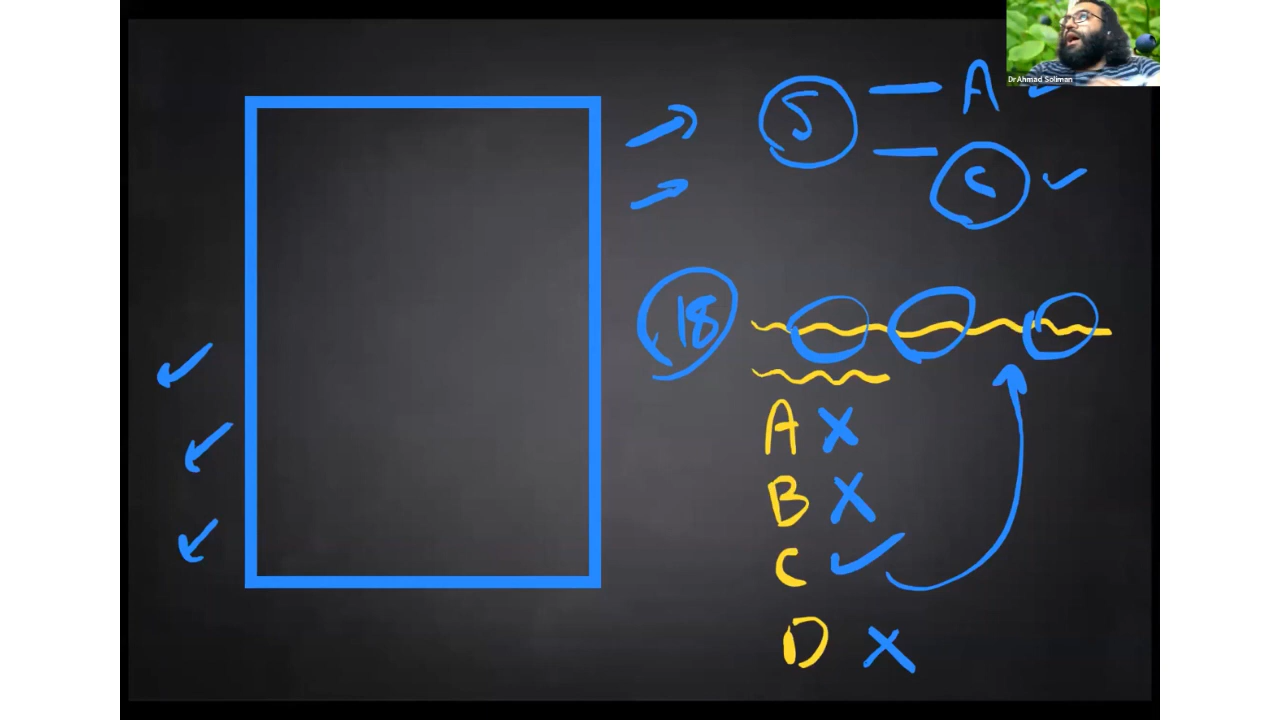 Dr Ahmad Soliman
5 — A ✓
— C ✓
18
A X
B X
C ✓
D X